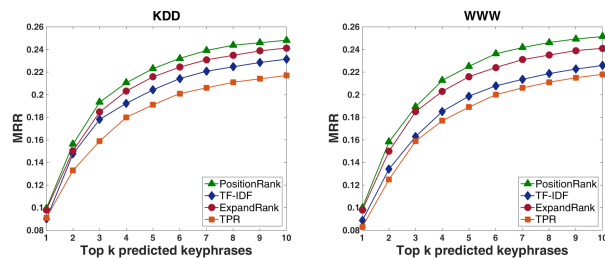 KDD
0.26
0.24
0.22
0.2
0.18
0.16
0.14
0.12
0.1
0.08
MRR
1 2 3 4 5 6 7 8 9 10
Top k predicted keyphrases
PositionRank
TF-IDF
ExpandRank
TPR
WWW
0.26
0.24
0.22
0.2
0.18
0.16
0.14
0.12
0.1
0.08
MRR
1 2 3 4 5 6 7 8 9 10
Top k predicted keyphrases
PositionRank
TF-IDF
ExpandRank
TPR